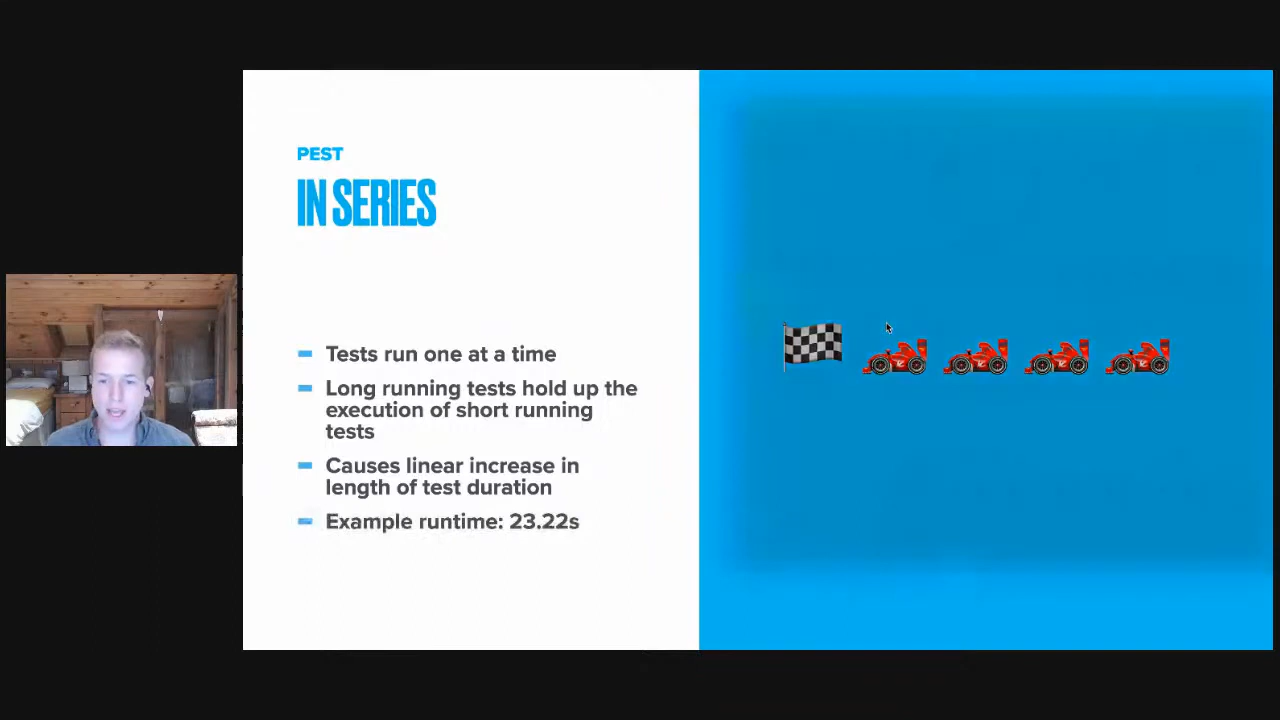 PEST
IN SERIES
Tests run one at a time
Long running tests hold up the
execution of short running
tests
Causes linear increase in
length of test duration
Example runtime: 23.22s